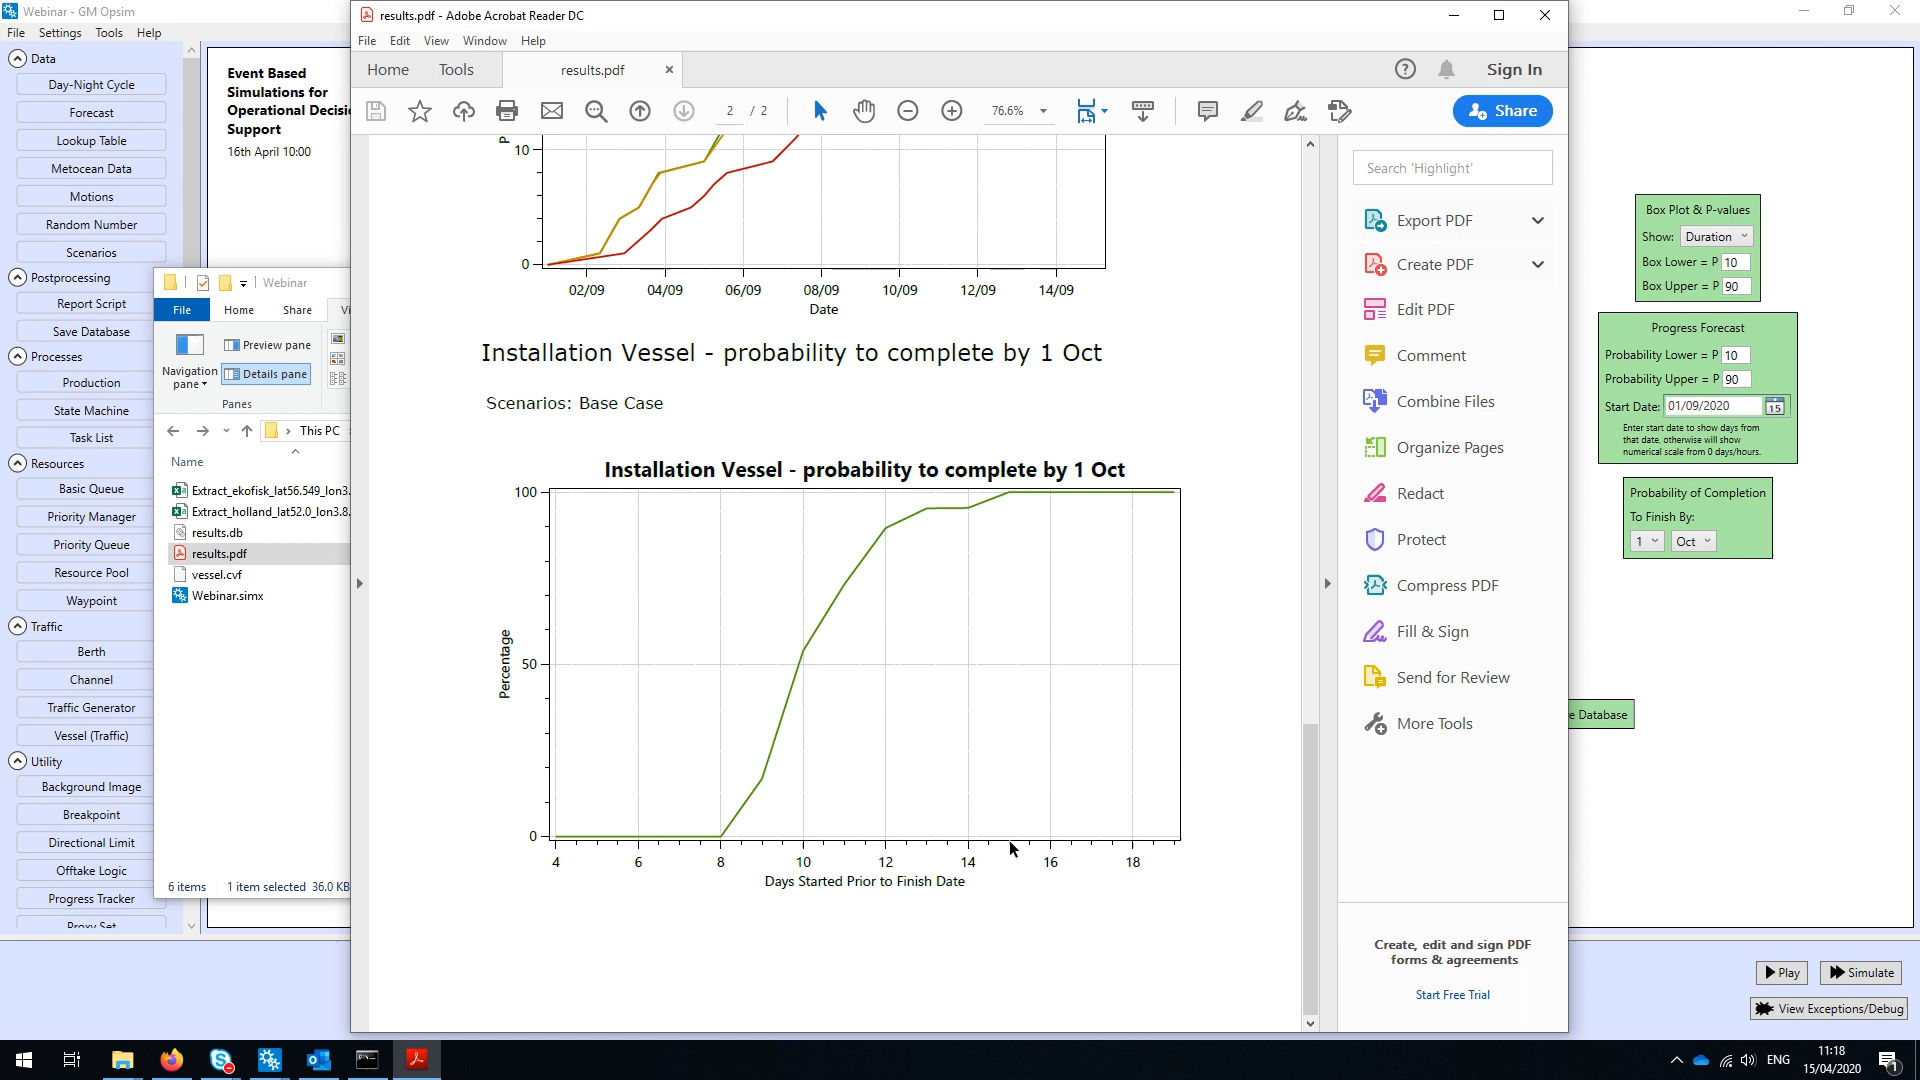 Webinar - GM Opsim
File Settings Tools Help
Data
Day-Night Cycle
Forecast
Lookup Table
Metocean Data
Motions
Random Number
Scenarios
Postprocessing
Report Script
Save Database
Processes
Production
State Machine
Task List
Resources
Basic Queue
Priority Manager
Priority Queue
Resource Pool
Waypoint
Traffic
Berth
Channel
Traffic Generator
Vessel (Traffic)
Utility
Background Image
Breakpoint
Directional Limit
Offtake Logic
Progress Tracker
Proxy Set
Event Based
Simulations for
Operational Decisi
Support
16th April 10:00
Webinar
File Home Share Vi
Navigation
pane
Preview pane
Details pane
Panes
This PC
Name
Extract_ekofisk_lat56.549_lon3.
Extract_holland_lat52.0_lon3.8.
results.db
results.pdf
vessel.cvf
Webinar.simx
6 items 1 item selected 36.0 KB
results.pdf - Adobe Acrobat Reader DC
File Edit View Window Help
Home Tools results.pdf × Sign In
2 / 2 76.6% Share
P
10
0
02/09 04/09 06/09 08/09 10/09 12/09 14/09
Date
Installation Vessel - probability to complete by 1 Oct
Scenarios: Base Case
Installation Vessel - probability to complete by 1 Oct
100
50
0
Percentage
4 6 8 10 12 14 16 18
Days Started Prior to Finish Date
Search 'Highlight'
Export PDF
Create PDF
Edit PDF
Comment
Combine Files
Organize Pages
Redact
Protect
Compress PDF
Fill & Sign
Send for Review
More Tools
Create, edit and sign PDF
forms & agreements
Start Free Trial
Box Plot & P-values
Show: Duration
Box Lower = P 10
Box Upper = P 90
Progress Forecast
Probability Lower = P 10
Probability Upper = P 90
Start Date: 01/09/2020 15
Enter start date to show days from
that date, otherwise will show
numerical scale from 0 days/hours.
Probability of Completion
To Finish By:
1 Oct
e Database
Play Simulate
View Exceptions/Debug
ENG
11:18
15/04/2020
1